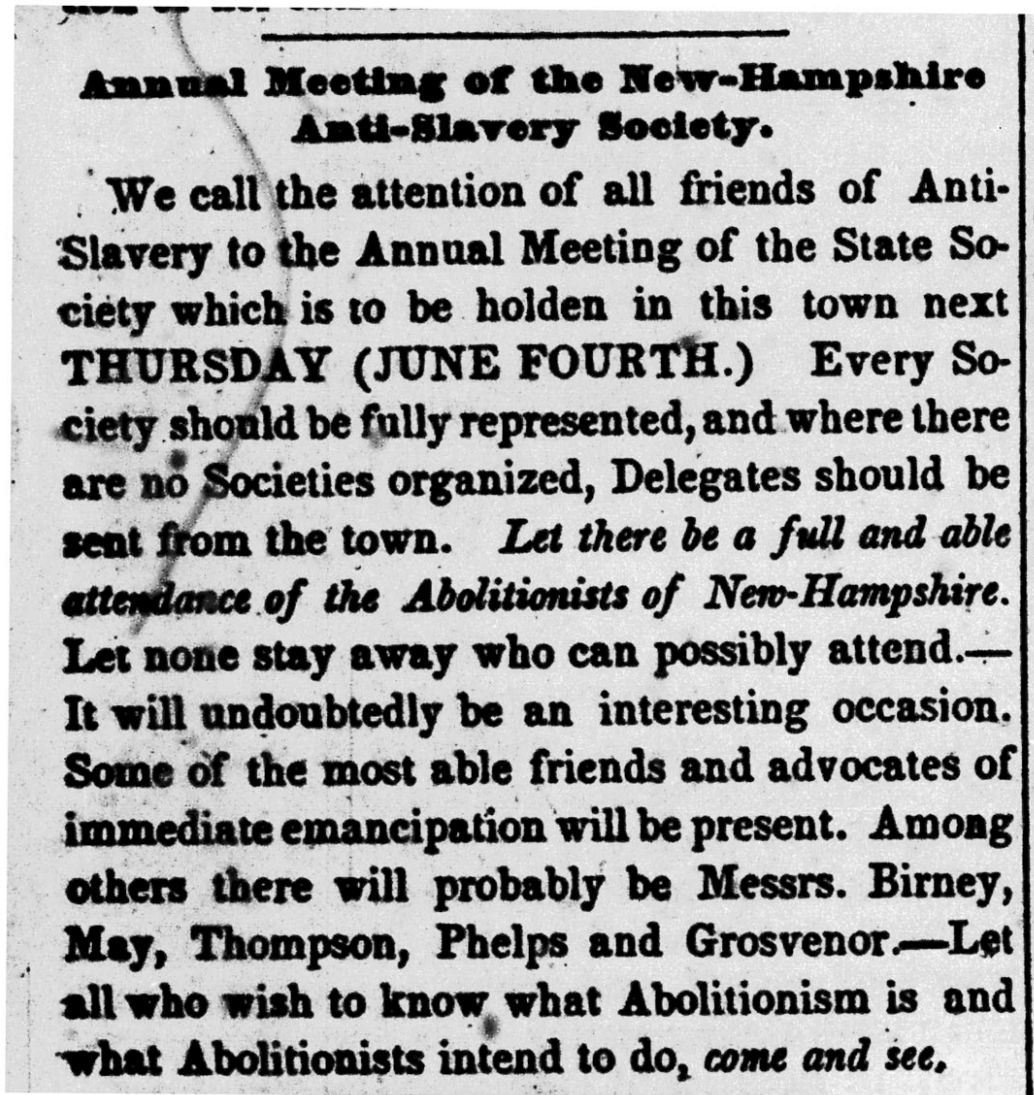 Annual Meeting of the New-Hampshire
Anti-Slavery Society.
We call the attention of all friends of Anti-
Slavery to the Annual Meeting of the State So-
ciety which is to be holden in this town next
THURSDAY (JUNE FOURTH.) Every So-
ciety should be fully represented, and where there
are no Societies organized, Delegates should be
sent from the town. Let there be a full and able
attendance of the Abolitionists of New-Hampshire.
Let none stay away who can possibly attend.—
It will undoubtedly be an interesting occasion.
Some of the most able friends and advocates of
immediate emancipation will be present. Among
others there will probably be Messrs. Birney,
May, Thompson, Phelps and Grosvenor.—Let
all who wish to know what Abolitionism is and
what Abolitionists intend to do, come and see.